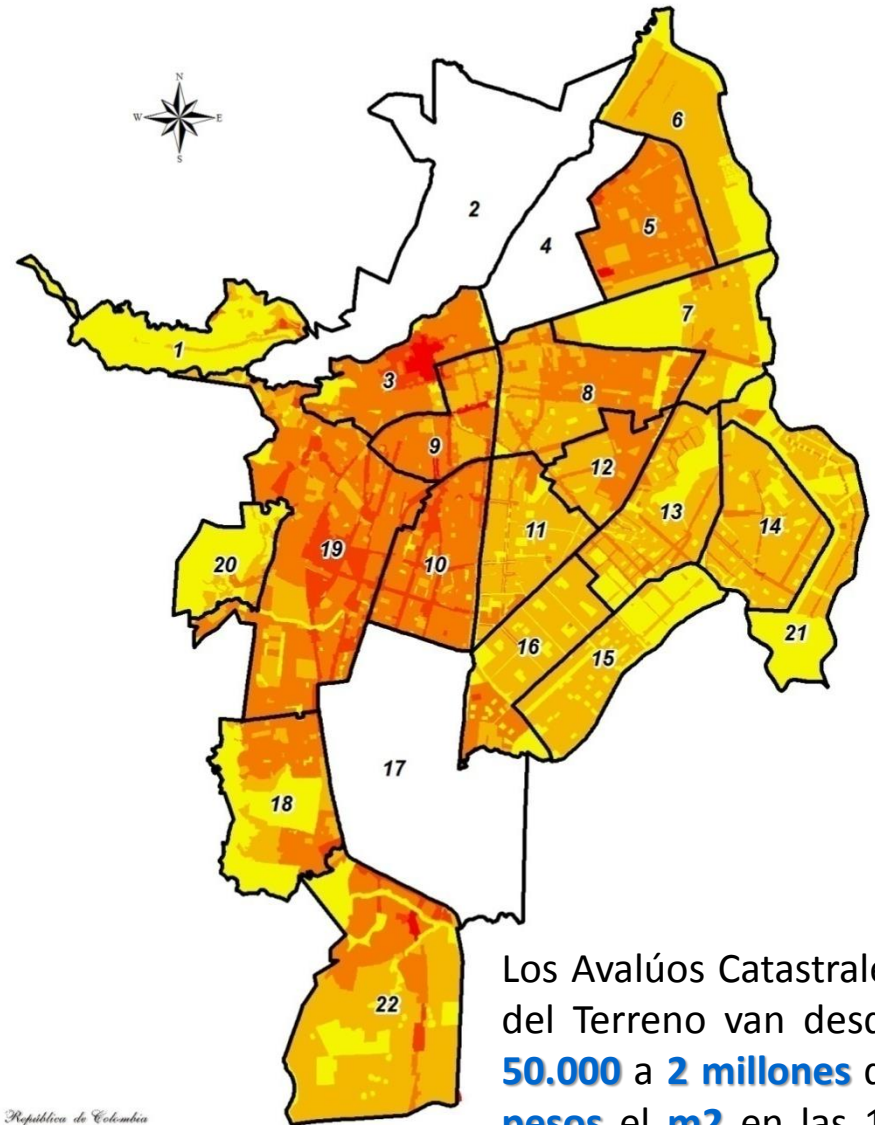 N
W E
S
6
2
5
4
7
1
3
8
9
12
13
14
11
19
10
20
21
16
15
17
18
22
Los Avalúos Catastrale
del Terreno van desd
50.000 a 2 millones d
pesos el m2 en las 1
República de Colombia